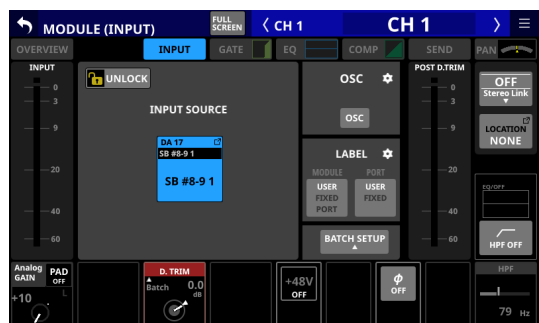 MODULE (INPUT)
FULL
SCREEN
CH 1
CH 1
OVERVIEW
INPUT
GATE
EQ
COMP
SEND
PAN
INPUT
0
3
9
20
40
60
UNLOCK
INPUT SOURCE
DA 17
SB #8-9 1
SB #8-9 1
OSC
OSC
LABEL
MODULE
PORT
USER
FIXED
PORT
USER
FIXED
BATCH SETUP
POST D.TRIM
0
3
9
20
40
60
OFF
Stereo Link
LOCATION
NONE
EQ/OFF
HPF OFF
Analog
GAIN
PAD
OFF
+10
L
D. TRIM
Batch
0.0
dB
+48V
OFF
ϕ
OFF
HPF
79 Hz